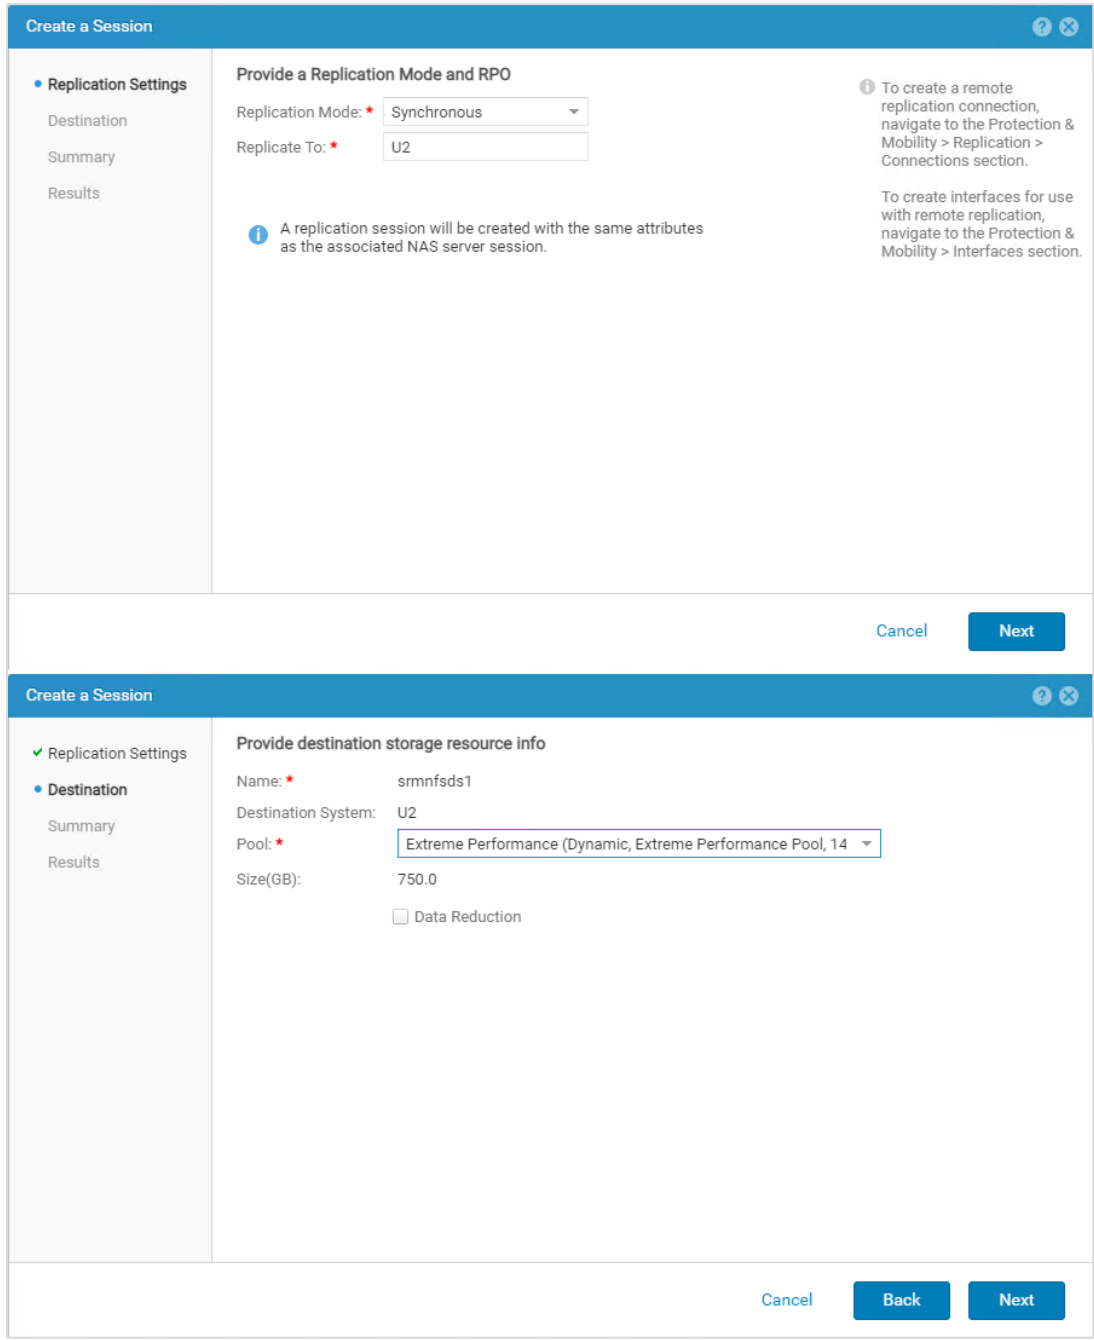 Create a Session
Replication Settings
Destination
Summary
Results
Provide a Replication Mode and RPO
Replication Mode: * Synchronous
Replicate To: * U2
A replication session will be created with the same attributes
as the associated NAS server session.
To create a remote
replication connection,
navigate to the Protection &
Mobility > Replication >
Connections section.
To create interfaces for use
with remote replication,
navigate to the Protection &
Mobility > Interfaces section.
Cancel
Next
Create a Session
Replication Settings
Destination
Summary
Results
Provide destination storage resource info
Name: * srmnfsds1
Destination System: U2
Pool: * Extreme Performance (Dynamic, Extreme Performance Pool, 14
Size(GB): 750.0
Data Reduction
Cancel
Back
Next